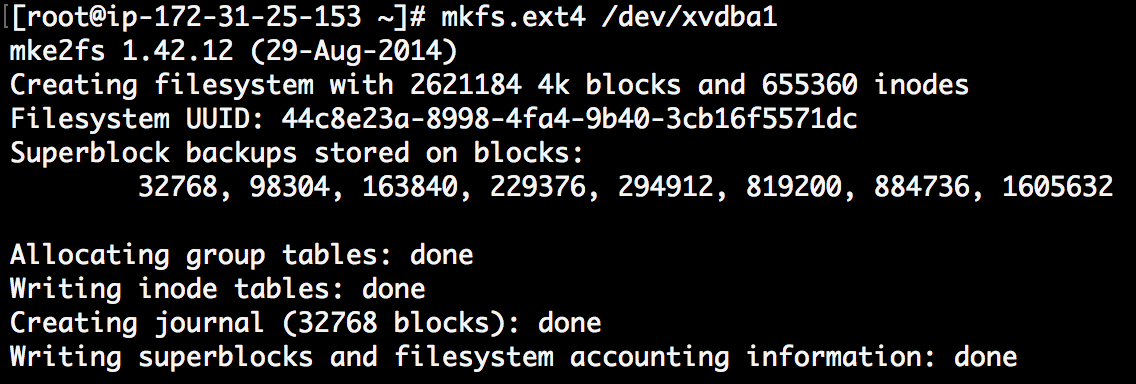 [[root@ip-172-31-25-153 ~]# mkfs.ext4 /dev/xvdba1
mke2fs 1.42.12 (29-Aug-2014)
Creating filesystem with 2621184 4k blocks and 655360 inodes
Filesystem UUID: 44c8e23a-8998-4fa4-9b40-3cb16f5571dc
Superblock backups stored on blocks:
32768, 98304, 163840, 229376, 294912, 819200, 884736, 1605632
Allocating group tables: done
Writing inode tables: done
Creating journal (32768 blocks): done
Writing superblocks and filesystem accounting information: done